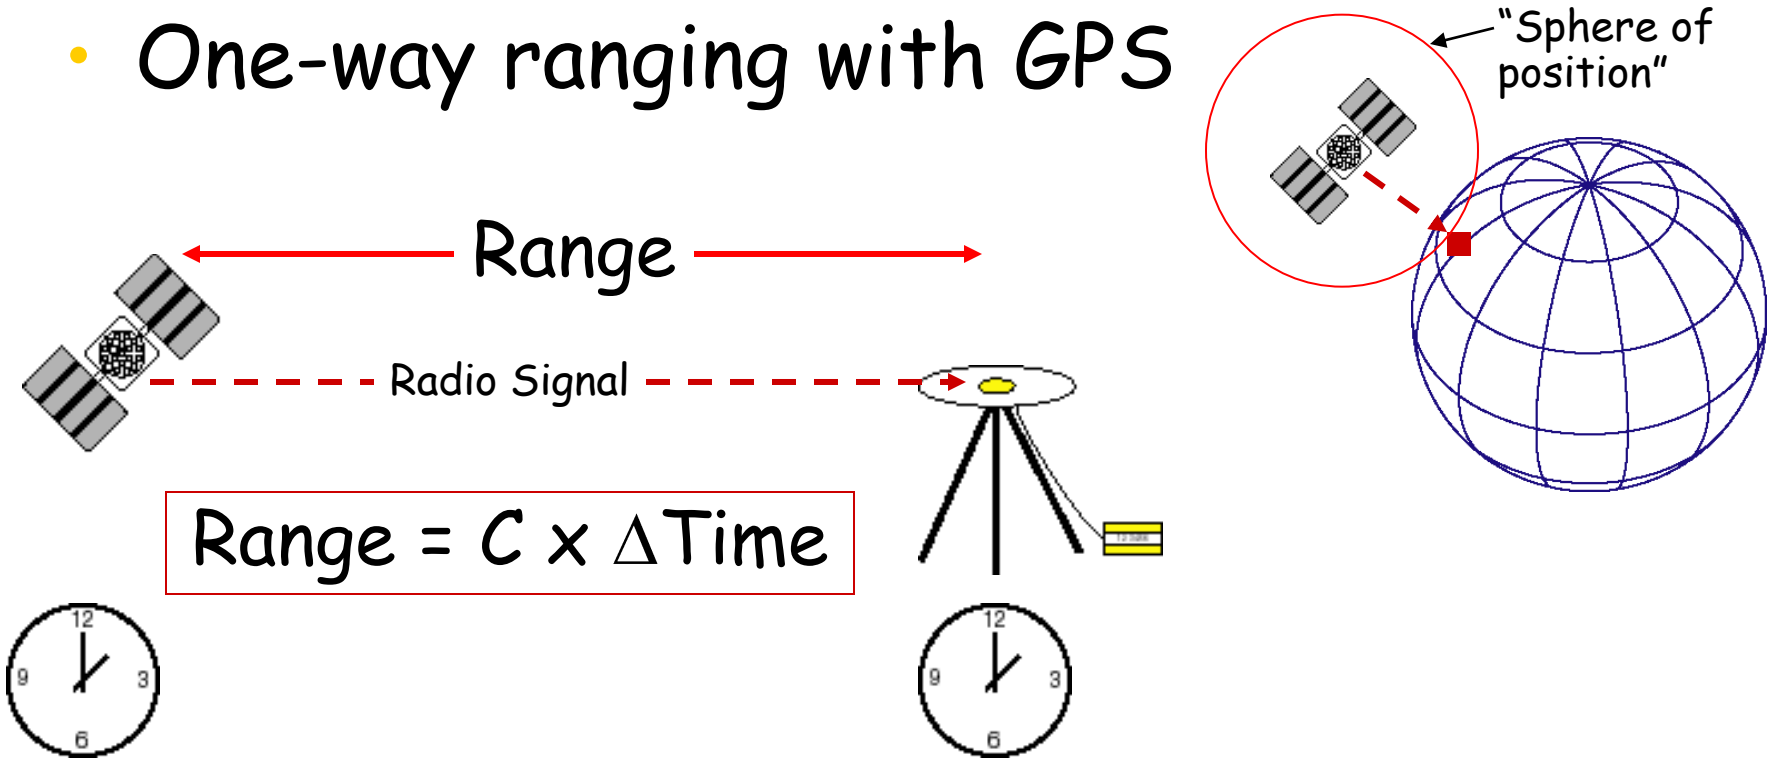 • One-way ranging with GPS
“Sphere of
position”
Range
Radio Signal
Range = C x ΔTime
12
9 3
6
12
9 3
6